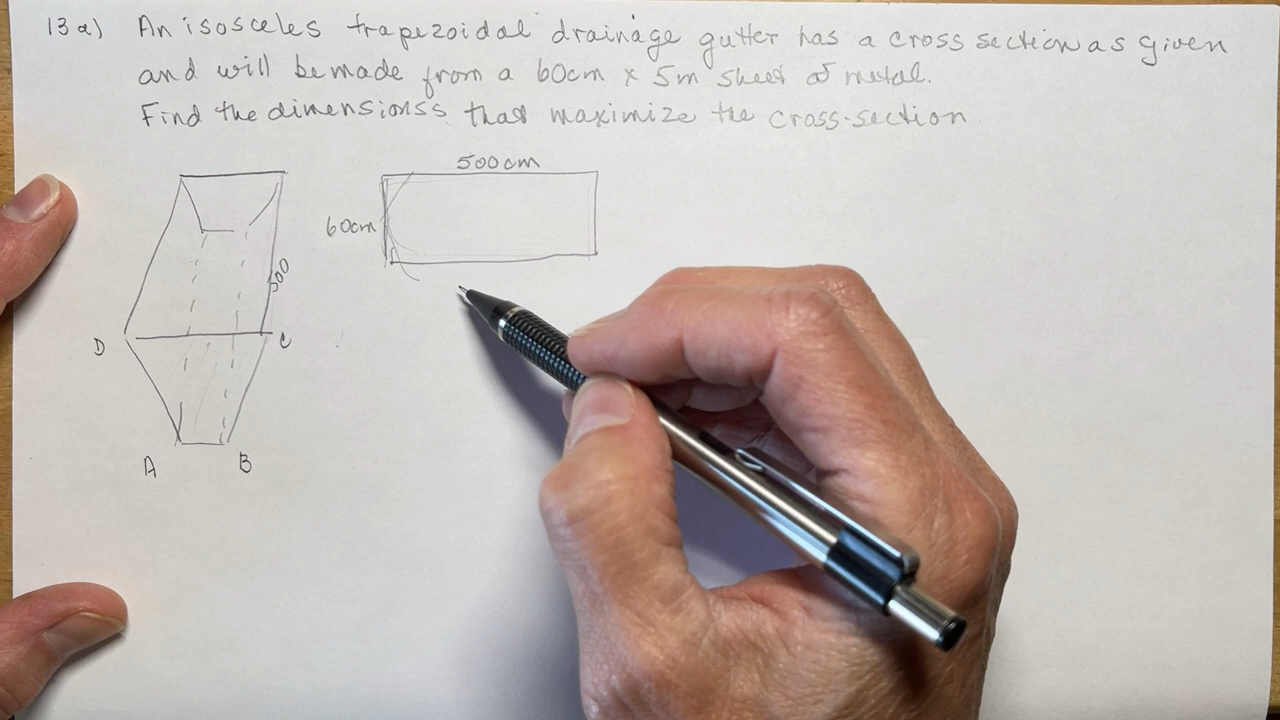 13a) An isosceles trapezoidal drainage gutter has a cross section as given
and will be made from a 60cm x 5m sheet of metal.
Find the dimensionss that maximize the cross-section
500cm
60cm
500
D
C
A
B